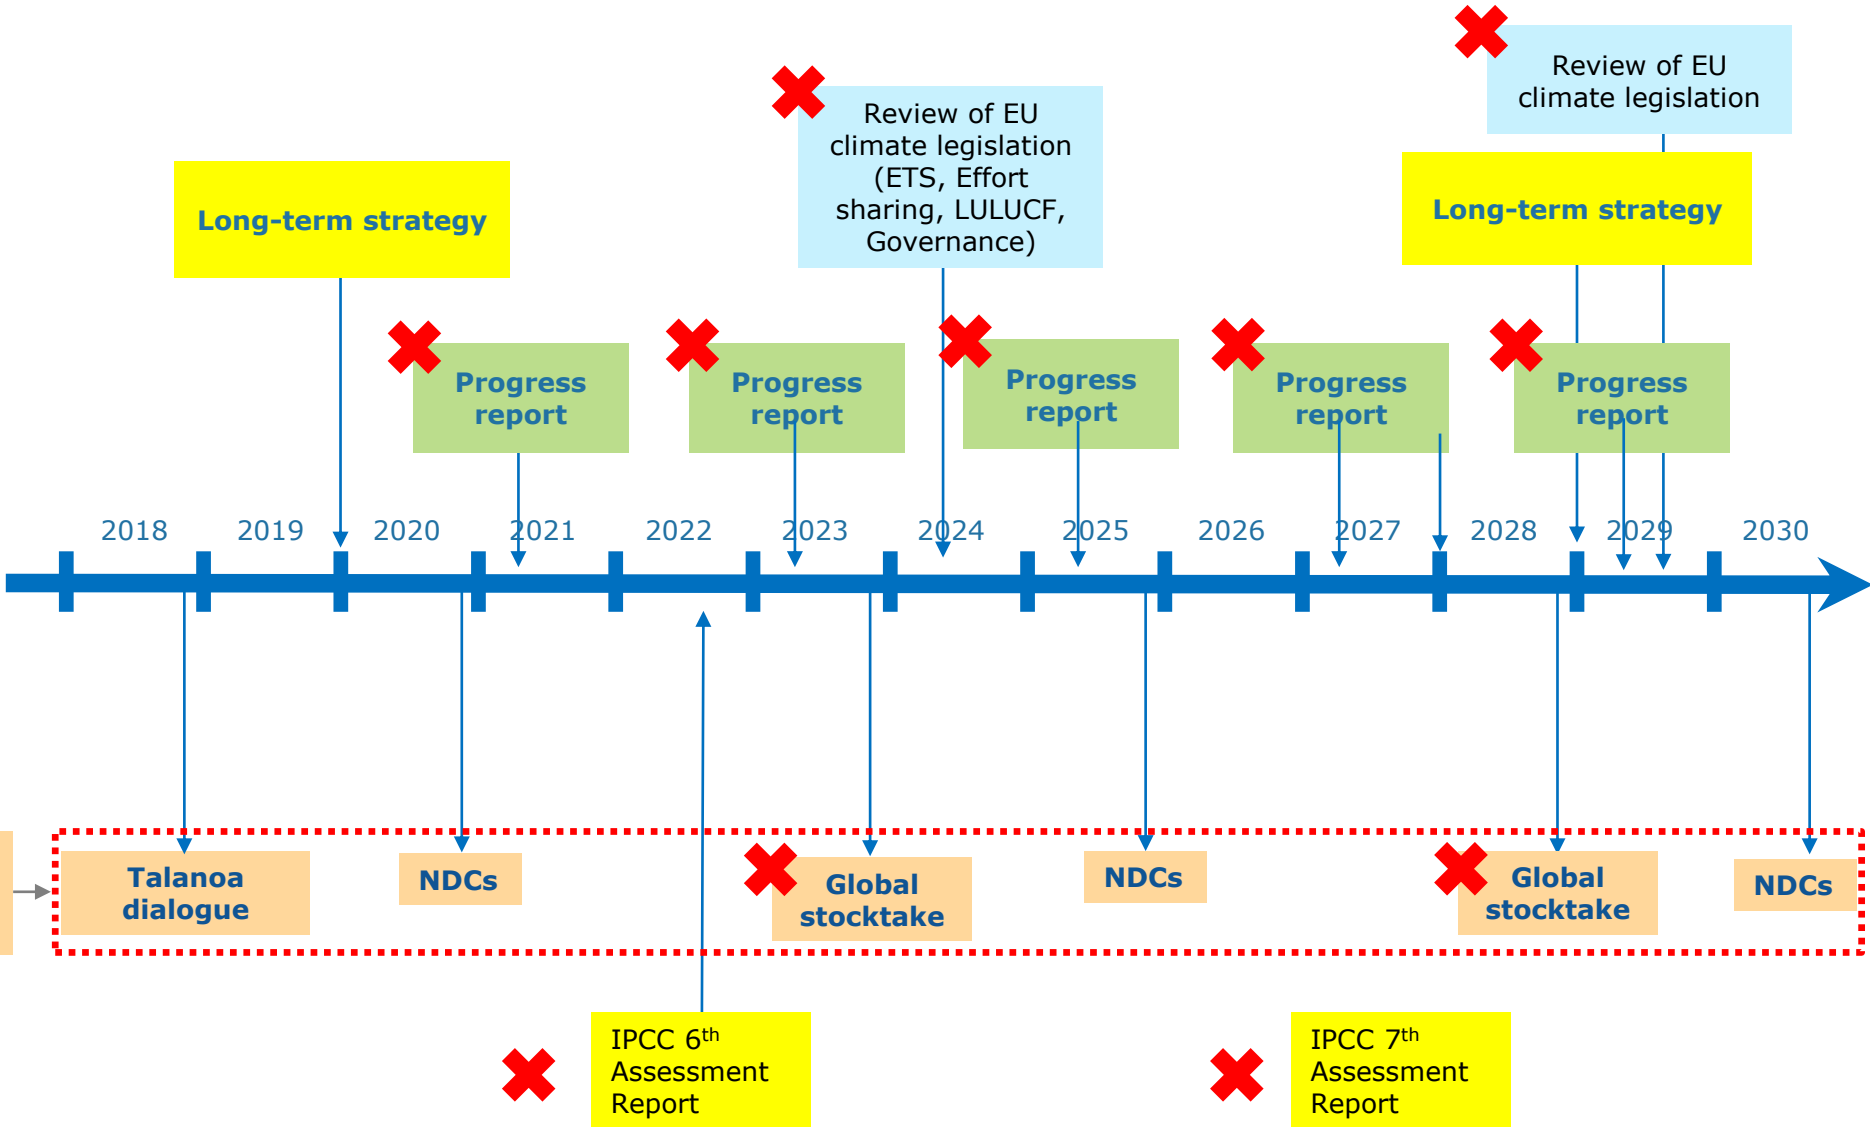 Review of EU
climate legislation
Review of EU
climate legislation
(ETS, Effort
sharing, LULUCF,
Governance)
Long-term strategy
Long-term strategy
Progress
report
Progress
report
Progress
report
Progress
report
Progress
report
2018 2019 2020 2021 2022 2023 2024 2025 2026 2027 2028 2029 2030
Talanoa
dialogue
NDCs
Global
stocktake
NDCs
Global
stocktake
NDCs
IPCC 6th
Assessment
Report
IPCC 7th
Assessment
Report